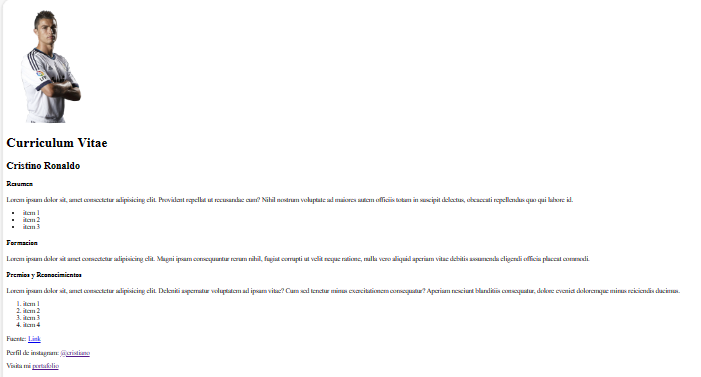 Curriculum Vitae
Cristino Ronaldo
Resumen
Lorem ipsum dolor sit, amet consectetur adipisicing elit. Provident repellat ut recusandae cum? Nihil nostrum voluptate ad maiores autem officiis totam in suscipit delectus, obcaecati repellendus quo qui labore id.
• item 1
• item 2
• item 3
Formacion
Lorem ipsum dolor sit amet consectetur adipisicing elit. Magni ipsam consequuntur rerum nihil, fugiat corrupti ut velit neque ratione, nulla vero aliquid aperiam vitae debitis assumenda eligendi officia placeat commodi.
Premios y Rconocimientos
Lorem ipsum dolor sit, amet consectetur adipisicing elit. Deleniti aspernatur voluptatem ad ipsam vitae? Cum sed tenetur minus exercitationem consequatur? Aperiam nesciunt blanditiis consequatur, dolore eveniet doloremque minus reiciendis ducimus.
1. item 1
2. item 2
3. item 3
4. item 4
Fuente: Link
Perfil de instagram: @cristiano
Visita mi portafolio